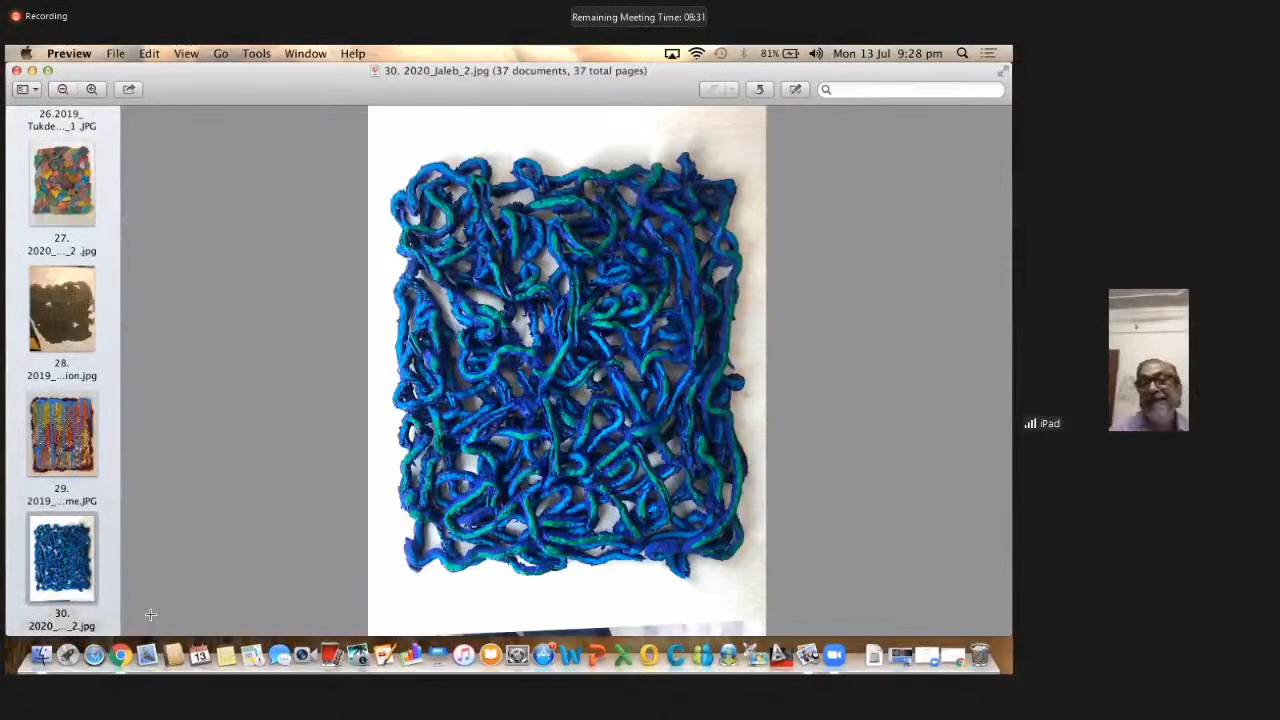 Recording
Remaining Meeting Time: 08:31
Preview File Edit View Go Tools Window Help
81%
Mon 13 Jul 9:28 pm
30. 2020_Jaleb_2.jpg (37 documents, 37 total pages)
26.2019_
Tukde..._1 .JPG
27.
2020_..._2 .jpg
28.
2019_...ion.jpg
29.
2019_...me.JPG
30.
2020_..._2.jpg
iPad
13